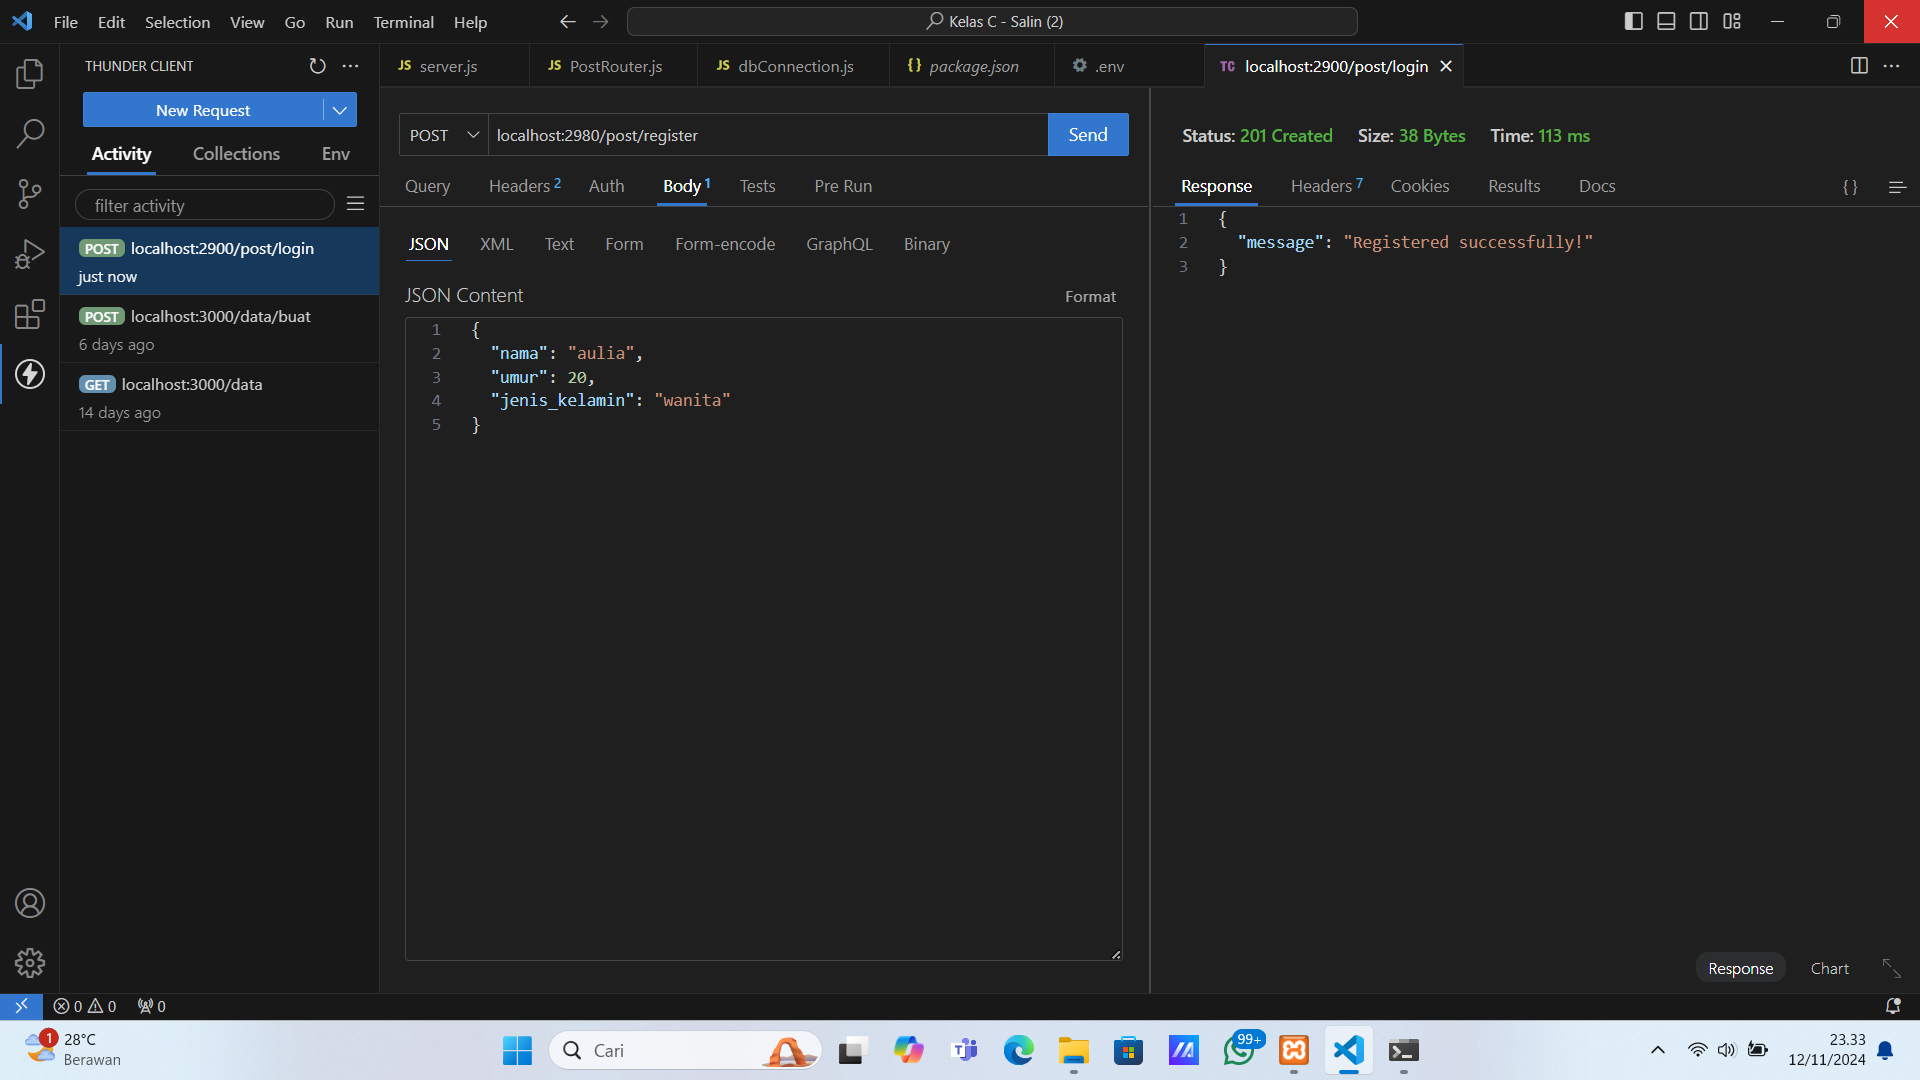 File Edit Selection View Go Run Terminal Help
Kelas C - Salin (2)
THUNDER CLIENT
New Request
Activity Collections Env
filter activity
POST localhost:2900/post/login
just now
POST localhost:3000/data/buat
6 days ago
GET localhost:3000/data
14 days ago
JS server.js
JS PostRouter.js
JS dbConnection.js
{} package.json
.env
TC localhost:2900/post/login
POST localhost:2980/post/register Send
Query Headers 2 Auth Body 1 Tests Pre Run
JSON XML Text Form Form-encode GraphQL Binary
JSON Content Format
1 {
2 "nama": "aulia",
3 "umur": 20,
4 "jenis_kelamin": "wanita"
5 }
Status: 201 Created Size: 38 Bytes Time: 113 ms
Response Headers 7 Cookies Results Docs { }
1 {
2 "message": "Registered successfully!"
3 }
Response Chart
0 0 0
1
28°C
Berawan
Cari
99+
23.33
12/11/2024